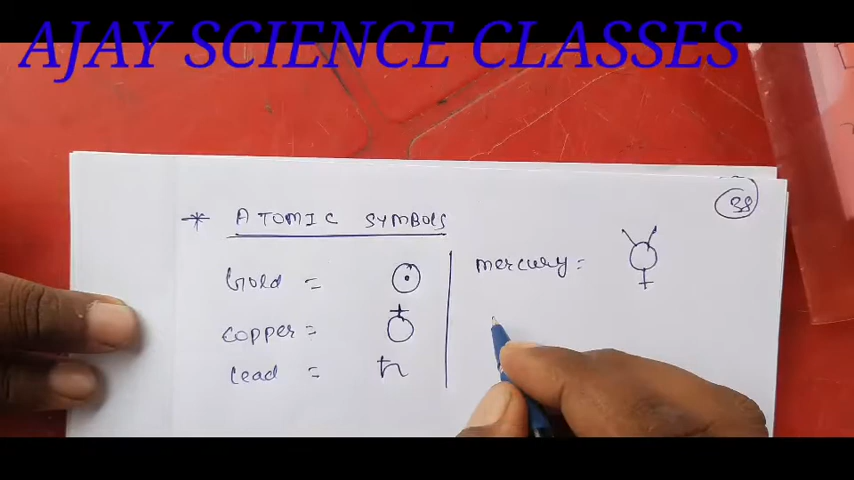 AJAY SCIENCE CLASSES
38
* ATOMIC SYMBOLS
Gold =
Copper =
Lead =
Mercury =